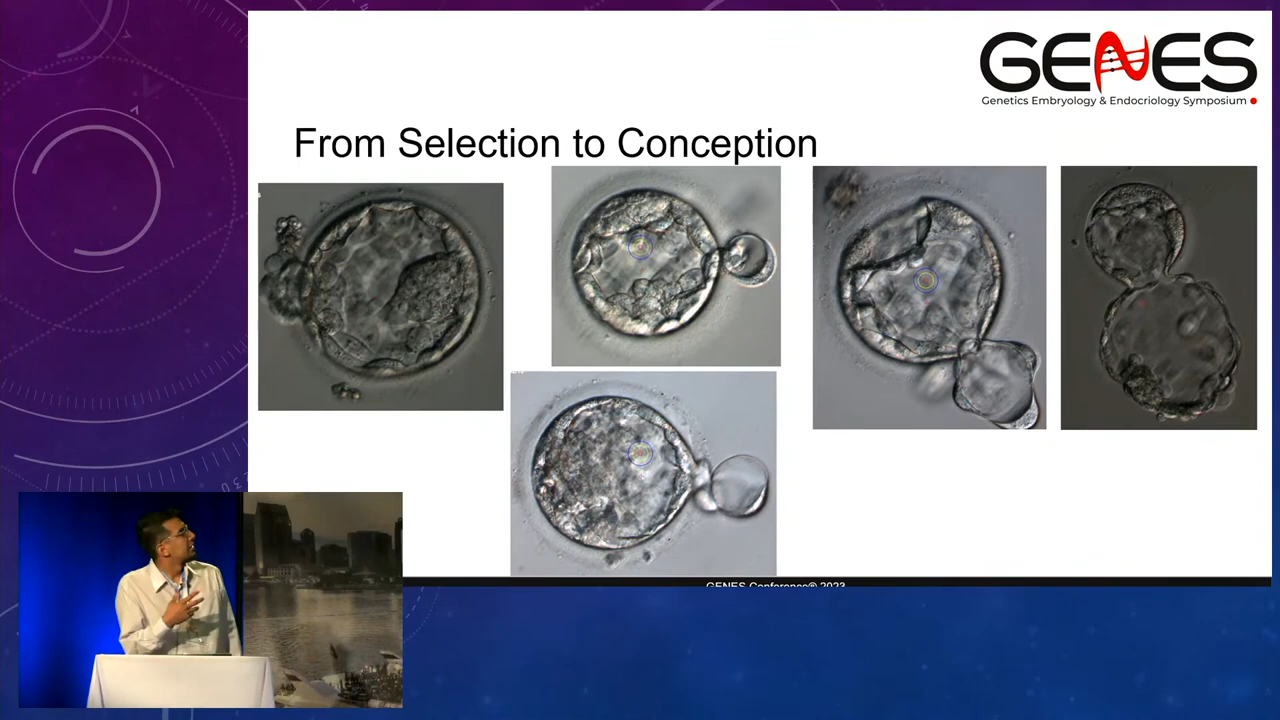 GENES
Genetics Embryology & Endocriology Symposium
From Selection to Conception
GENES Conference® 2023